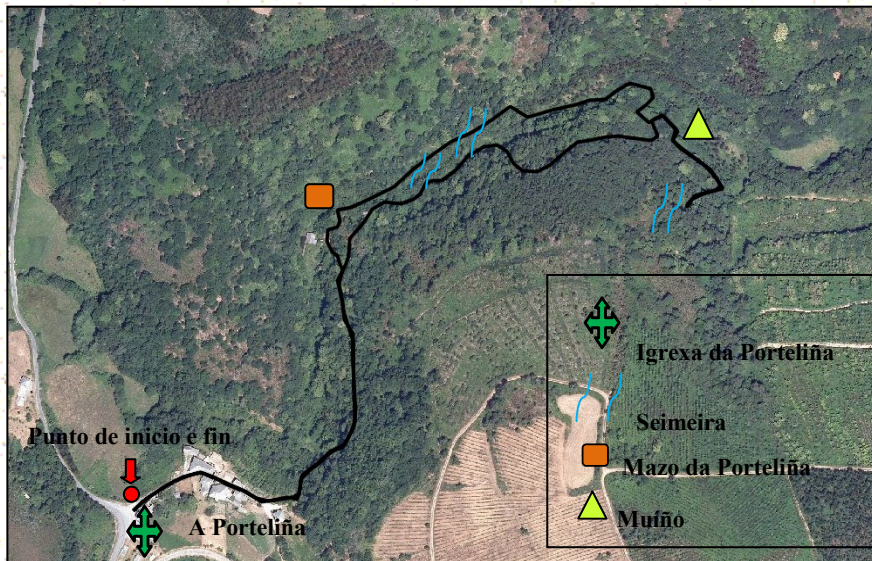 Punto de inicio e fin
A Porteliña
Igrexa da Porteliña
Seimeira
Mazo da Porteliña
Muíño